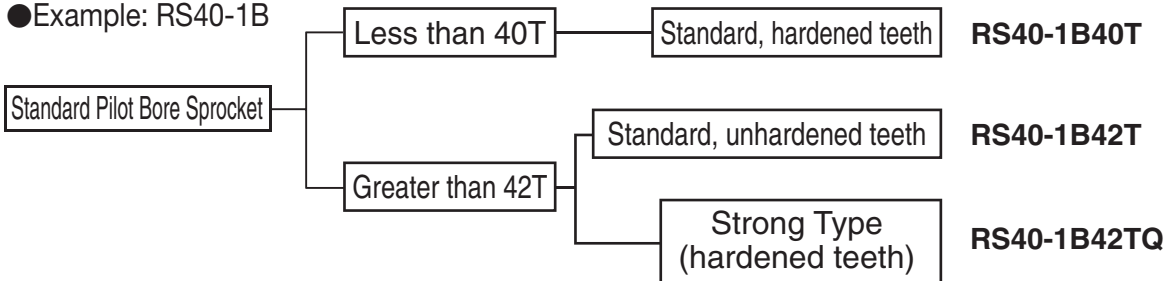 ●Example: RS40-1B
Less than 40T
Standard, hardened teeth
RS40-1B40T
Standard Pilot Bore Sprocket
Standard, unhardened teeth
RS40-1B42T
Greater than 42T
Strong Type
(hardened teeth)
RS40-1B42TQ